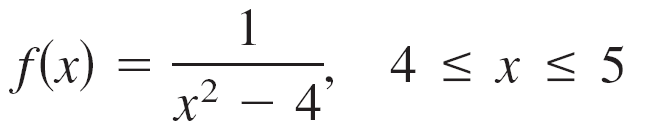 f(x) = 1/(x² − 4), 4 ≤ x ≤ 5